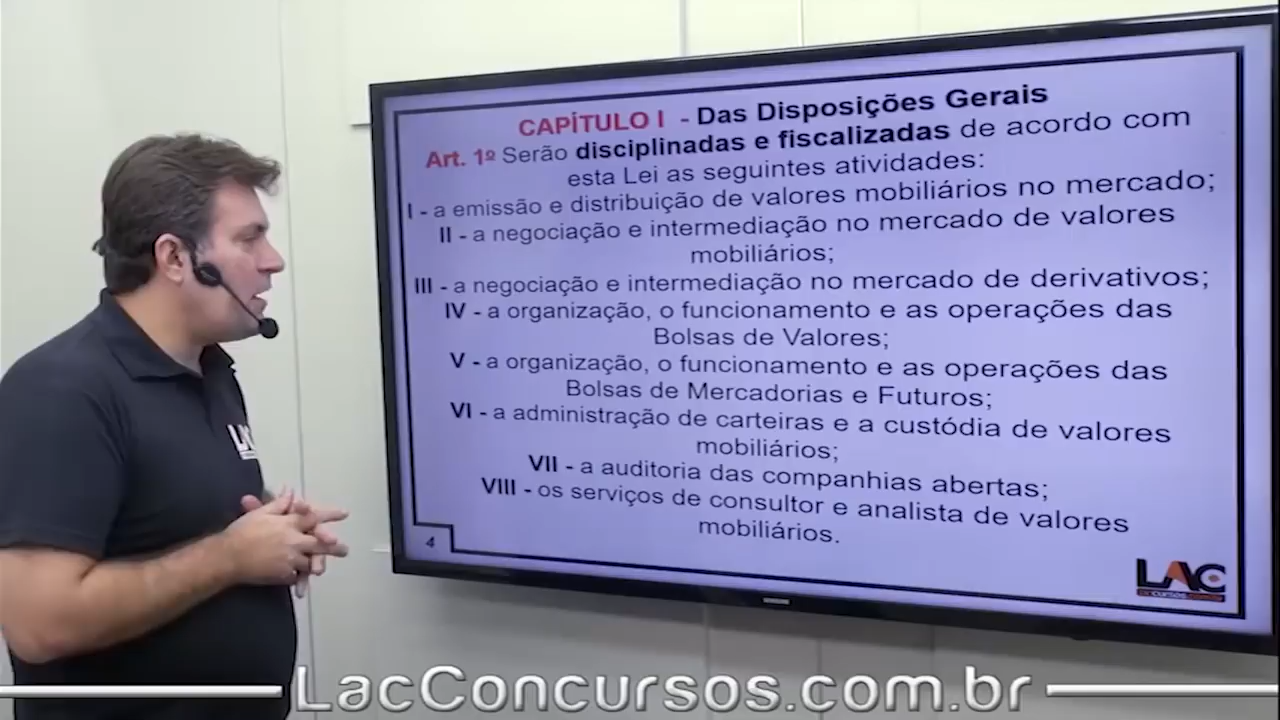 CAPÍTULO I - Das Disposições Gerais
Art. 1º Serão disciplinadas e fiscalizadas de acordo com
esta Lei as seguintes atividades:
I - a emissão e distribuição de valores mobiliários no mercado;
II - a negociação e intermediação no mercado de valores
mobiliários;
III - a negociação e intermediação no mercado de derivativos;
IV - a organização, o funcionamento e as operações das
Bolsas de Valores;
V - a organização, o funcionamento e as operações das
Bolsas de Mercadorias e Futuros;
VI - a administração de carteiras e a custódia de valores
mobiliários;
VII - a auditoria das companhias abertas;
VIII - os serviços de consultor e analista de valores
mobiliários.
4
LAC
concursos.com.br
LAC
LacConcursos.com.br